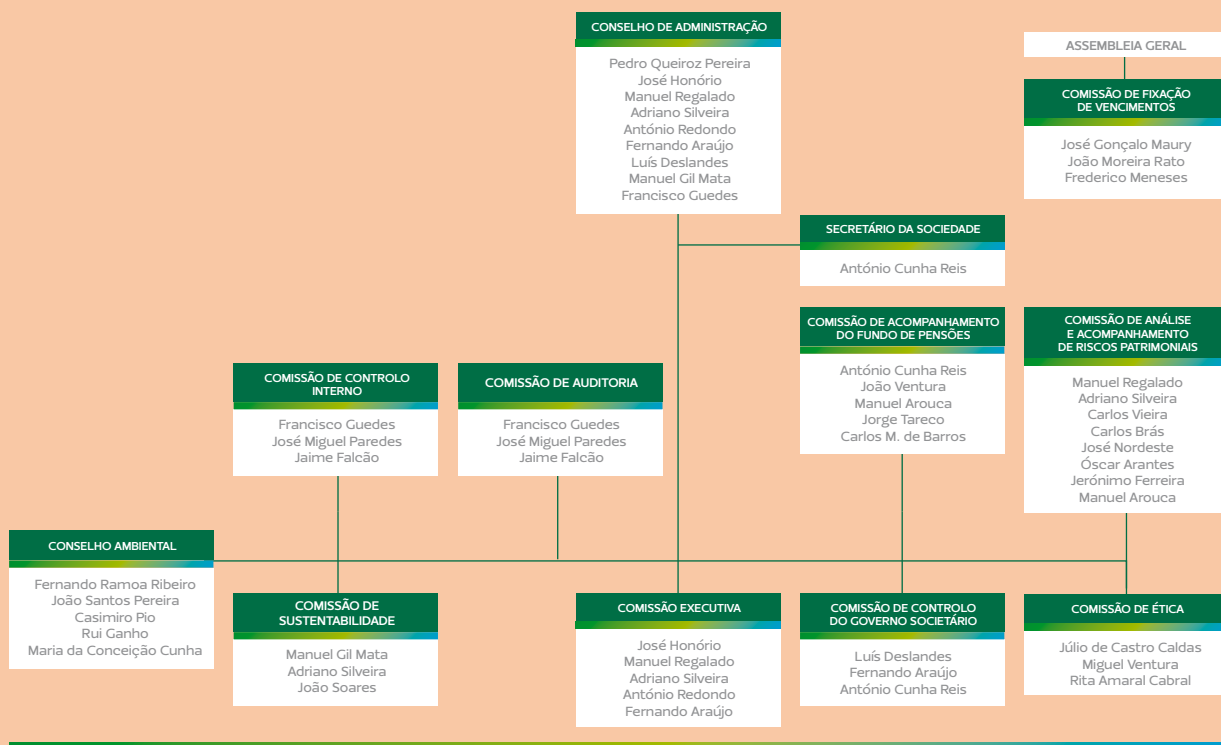 CONSELHO DE ADMINISTRAÇÃO
Pedro Queiroz Pereira
José Honório
Manuel Regalado
Adriano Silveira
António Redondo
Fernando Araújo
Luís Deslandes
Manuel Gil Mata
Francisco Guedes
ASSEMBLEIA GERAL
COMISSÃO DE FIXAÇÃO
DE VENCIMENTOS
José Gonçalo Maury
João Moreira Rato
Frederico Meneses
SECRETÁRIO DA SOCIEDADE
António Cunha Reis
COMISSÃO DE ACOMPANHAMENTO
DO FUNDO DE PENSÕES
António Cunha Reis
João Ventura
Manuel Arouca
Jorge Tareco
Carlos M. de Barros
COMISSÃO DE ANÁLISE
E ACOMPANHAMENTO
DE RISCOS PATRIMONIAIS
Manuel Regalado
Adriano Silveira
Carlos Vieira
Carlos Brás
José Nordeste
Óscar Arantes
Jerónimo Ferreira
Manuel Arouca
COMISSÃO DE CONTROLO
INTERNO
Francisco Guedes
José Miguel Paredes
Jaime Falcão
COMISSÃO DE AUDITORIA
Francisco Guedes
José Miguel Paredes
Jaime Falcão
CONSELHO AMBIENTAL
Fernando Ramoa Ribeiro
João Santos Pereira
Casimiro Pio
Rui Ganho
Maria da Conceição Cunha
COMISSÃO DE
SUSTENTABILIDADE
Manuel Gil Mata
Adriano Silveira
João Soares
COMISSÃO EXECUTIVA
José Honório
Manuel Regalado
Adriano Silveira
António Redondo
Fernando Araújo
COMISSÃO DE CONTROLO
DO GOVERNO SOCIETÁRIO
Luís Deslandes
Fernando Araújo
António Cunha Reis
COMISSÃO DE ÉTICA
Júlio de Castro Caldas
Miguel Ventura
Rita Amaral Cabral